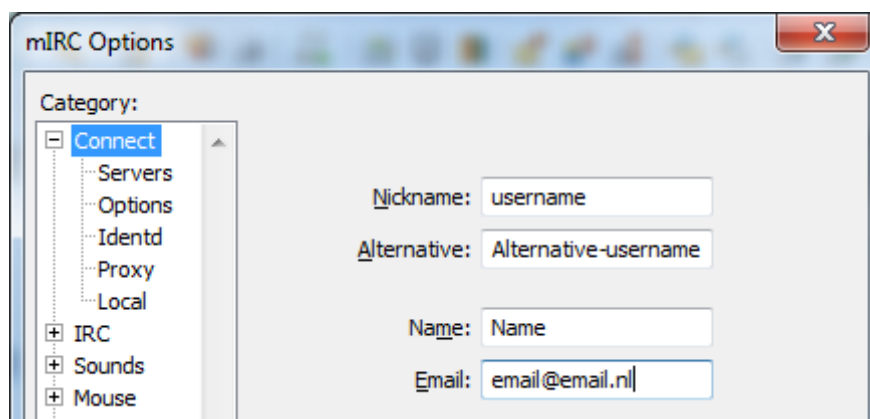 mIRC Options
Category:
Connect
Servers
Options
Identd
Proxy
Local
IRC
Sounds
Mouse
Nickname: username
Alternative: Alternative-username
Name: Name
Email: email@email.nl